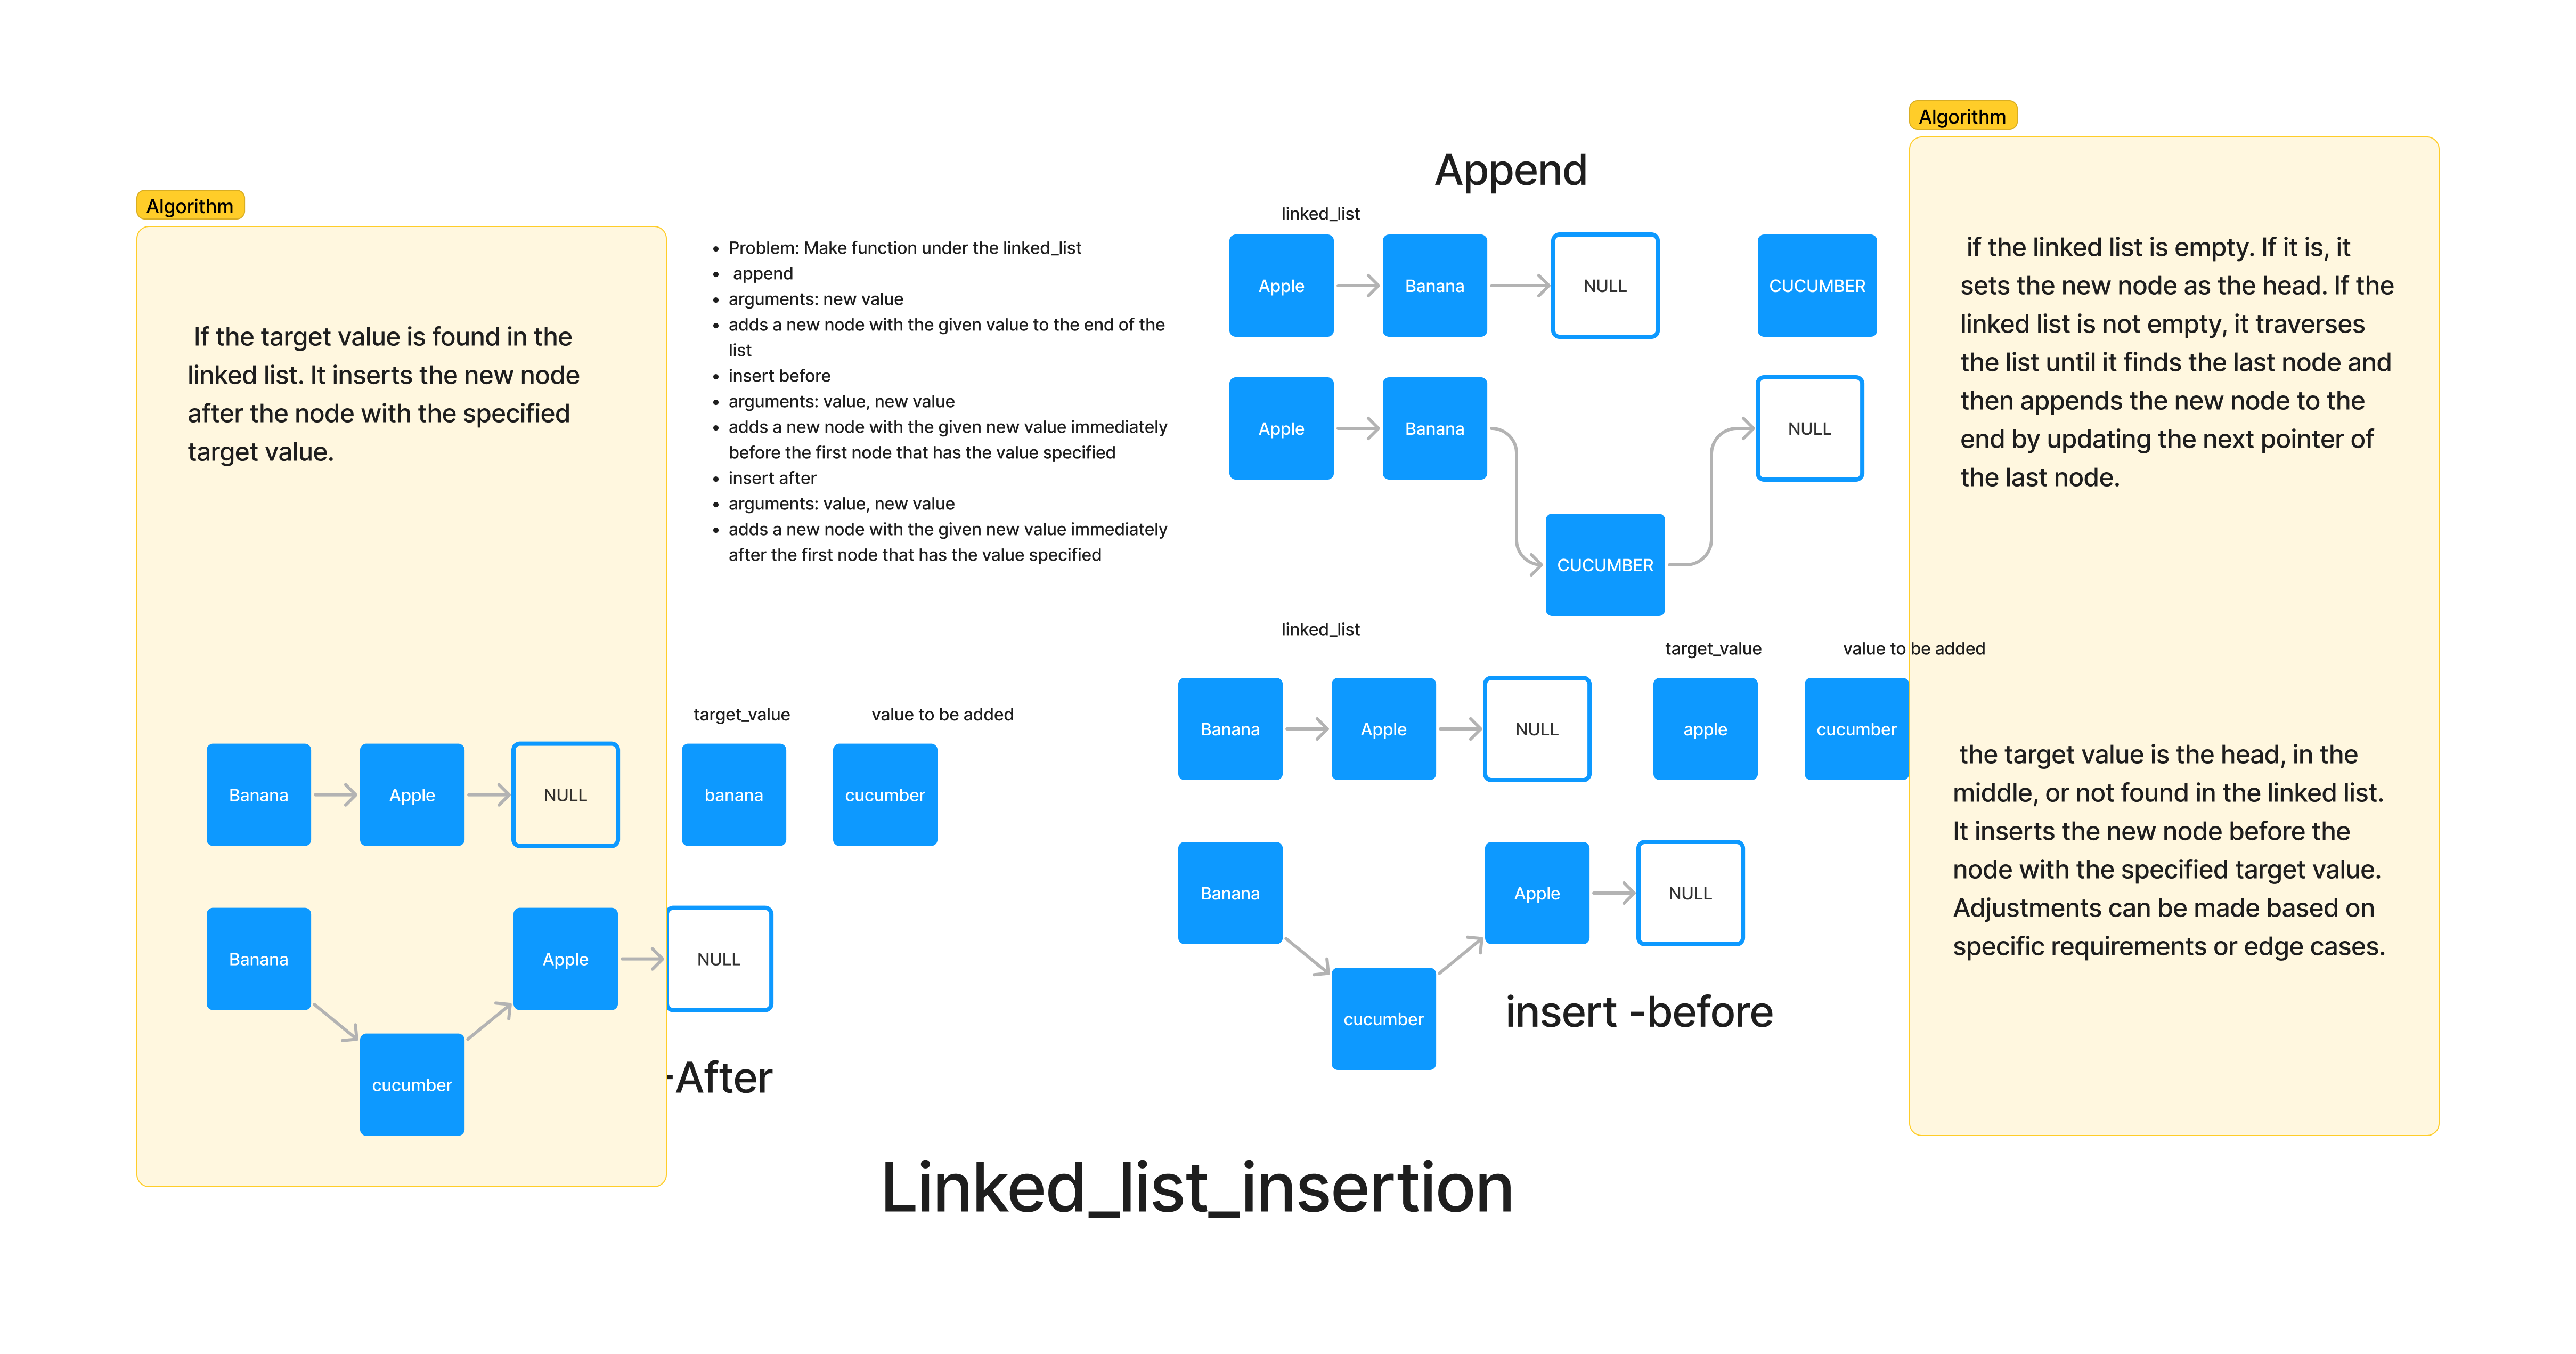 Algorithm
If the target value is found in the
linked list. It inserts the new node
after the node with the specified
target value.
Banana
Apple
NULL
target_value
value to be added
banana
cucumber
Banana
Apple
NULL
cucumber
-After
• Problem: Make function under the linked_list
• append
• arguments: new value
• adds a new node with the given value to the end of the
list
• insert before
• arguments: value, new value
• adds a new node with the given new value immediately
before the first node that has the value specified
• insert after
• arguments: value, new value
• adds a new node with the given new value immediately
after the first node that has the value specified
Append
linked_list
Apple
Banana
NULL
CUCUMBER
Apple
Banana
NULL
CUCUMBER
linked_list
target_value
value to be added
Banana
Apple
NULL
apple
cucumber
Banana
Apple
NULL
cucumber
insert -before
Algorithm
if the linked list is empty. If it is, it
sets the new node as the head. If the
linked list is not empty, it traverses
the list until it finds the last node and
then appends the new node to the
end by updating the next pointer of
the last node.
the target value is the head, in the
middle, or not found in the linked list.
It inserts the new node before the
node with the specified target value.
Adjustments can be made based on
specific requirements or edge cases.
Linked_list_insertion